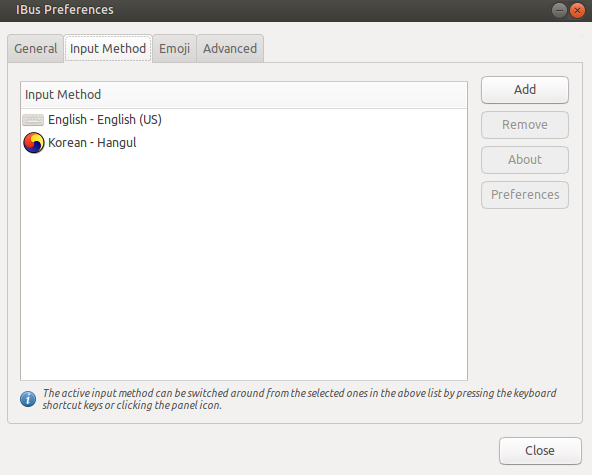 IBus Preferences
General Input Method Emoji Advanced
Input Method
Add
English - English (US)
Remove
Korean - Hangul
About
Preferences
The active input method can be switched around from the selected ones in the above list by pressing the keyboard
shortcut keys or clicking the panel icon.
Close